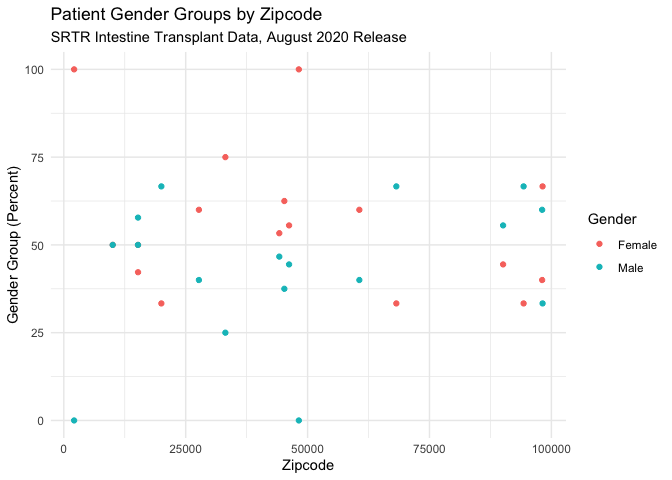 Patient Gender Groups by Zipcode
SRTR Intestine Transplant Data, August 2020 Release
100
75
50
25
0
Gender Group (Percent)
0 25000 50000 75000 100000
Zipcode
Gender
Female
Male